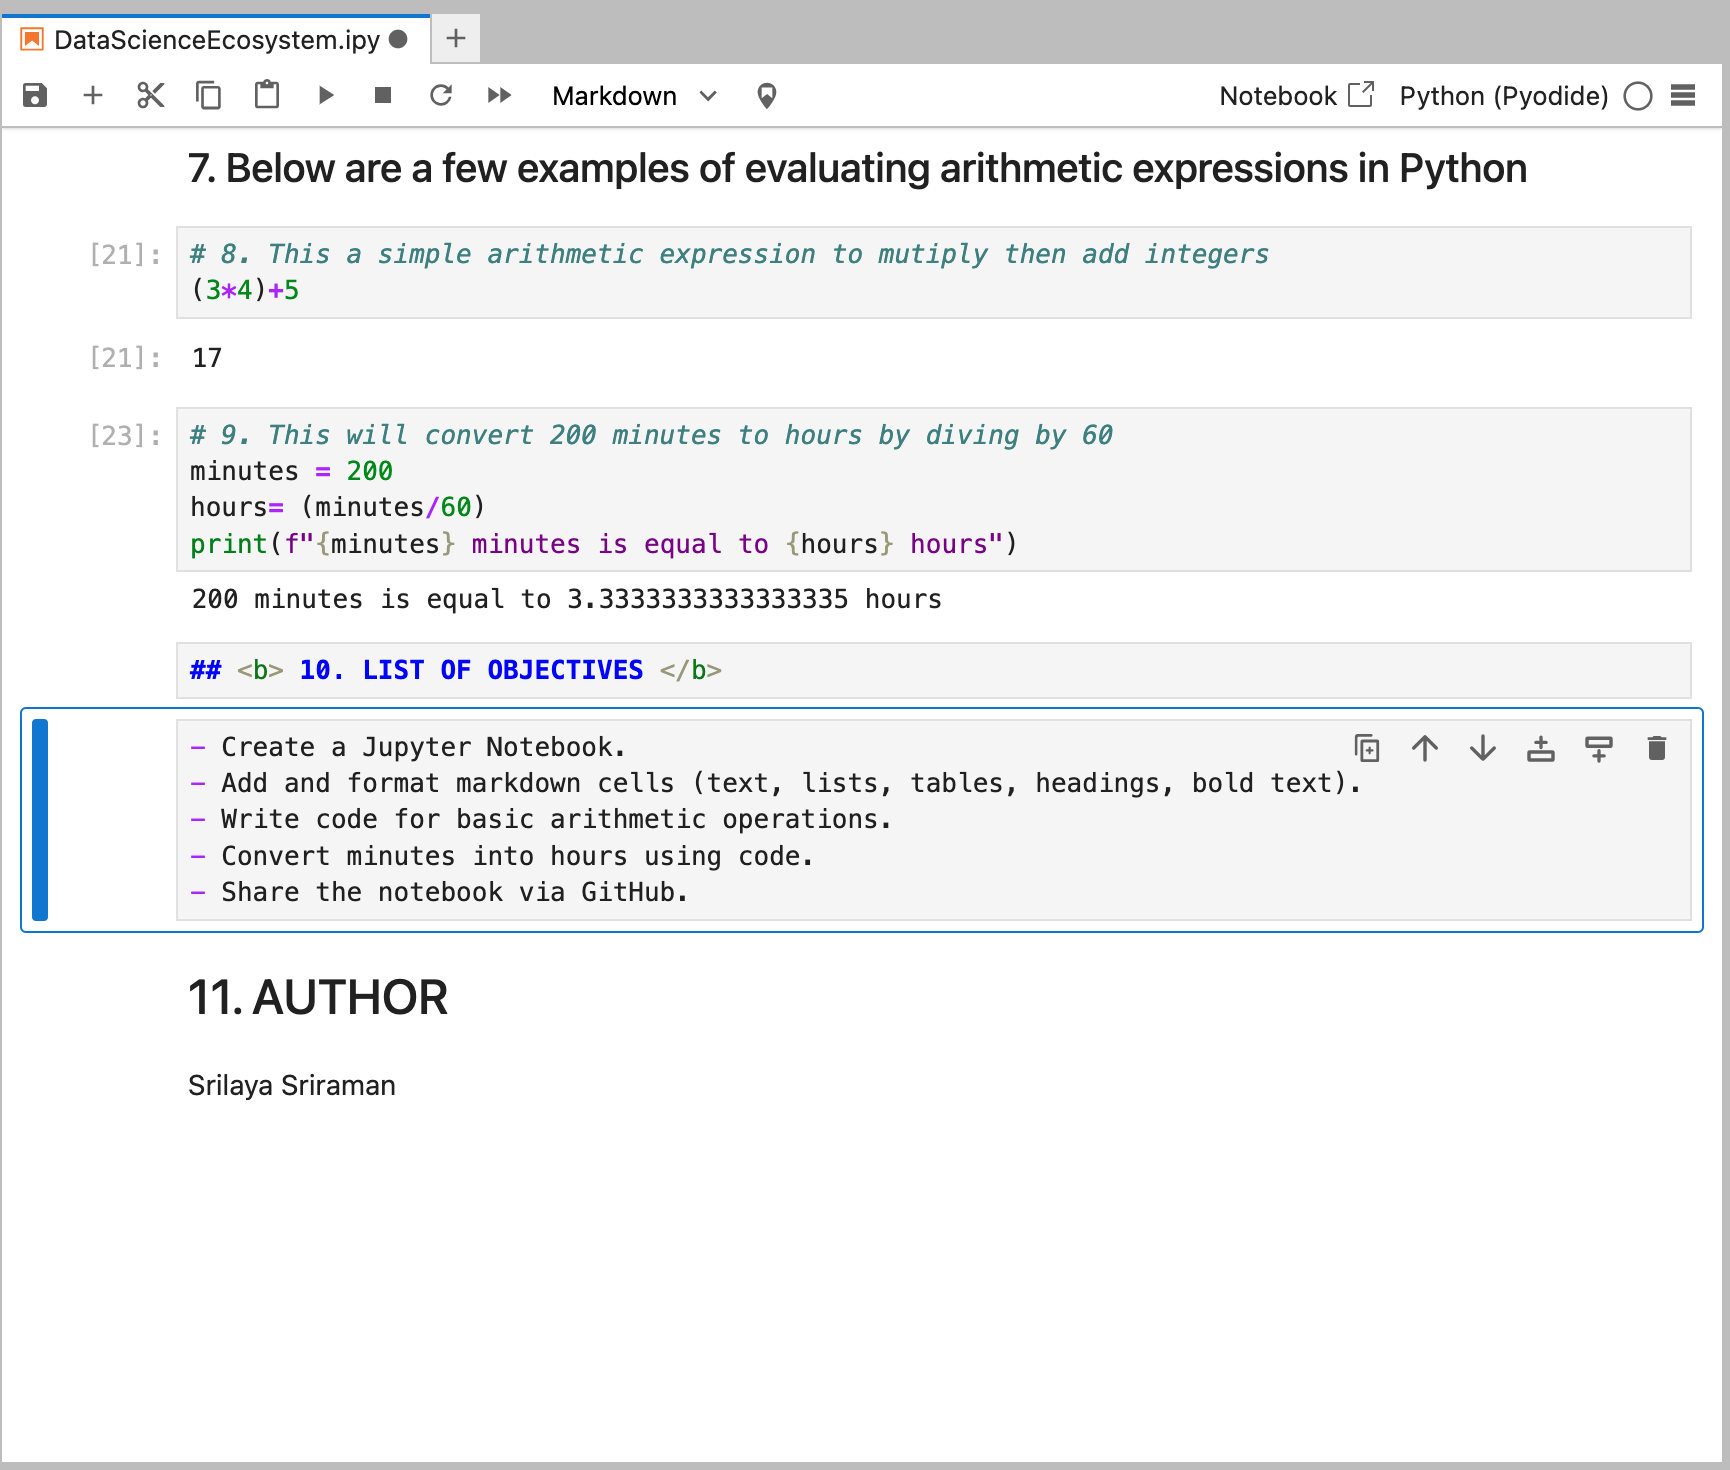 DataScienceEcosystem.ipy
Markdown
Notebook
Python (Pyodide)
7. Below are a few examples of evaluating arithmetic expressions in Python
[21]:
# 8. This a simple arithmetic expression to mutiply then add integers
(3*4)+5
[21]:
17
[23]:
# 9. This will convert 200 minutes to hours by diving by 60
minutes = 200
hours= (minutes/60)
print(f"{minutes} minutes is equal to {hours} hours")
200 minutes is equal to 3.3333333333333335 hours
## <b> 10. LIST OF OBJECTIVES </b>
- Create a Jupyter Notebook.
- Add and format markdown cells (text, lists, tables, headings, bold text).
- Write code for basic arithmetic operations.
- Convert minutes into hours using code.
- Share the notebook via GitHub.
11. AUTHOR
Srilaya Sriraman